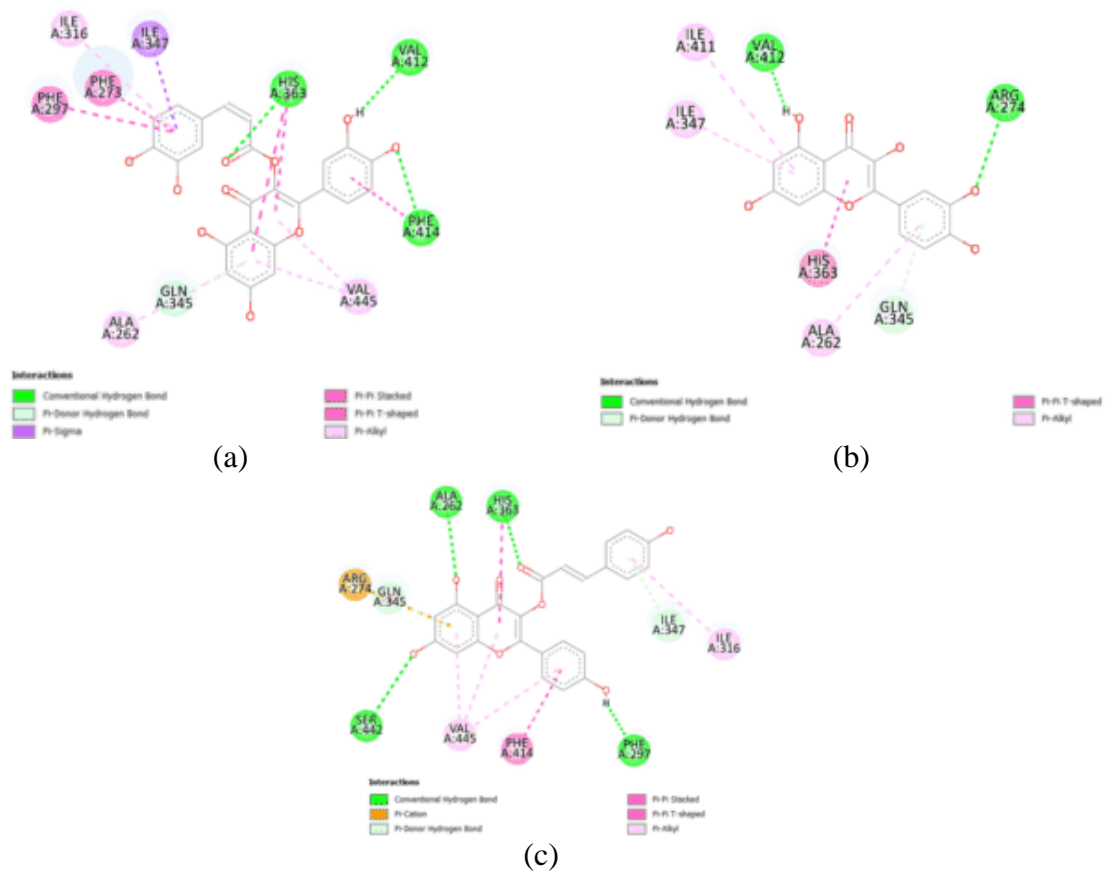 ILE
A:316
ILE
A:347
PHE
A:273
PHE
A:297
HIS
A:363
VAL
A:412
H
O
PHE
A:414
GLN
A:345
ALA
A:262
VAL
A:445
Interactions
Conventional Hydrogen Bond
Pi-Donor Hydrogen Bond
Pi-Sigma
Pi-Pi Stacked
Pi-Pi T-shaped
Pi-Alkyl
(a)
ILE
A:411
VAL
A:412
ARG
A:274
ILE
A:347
H
O
HIS
A:363
ALA
A:262
GLN
A:345
Interactions
Conventional Hydrogen Bond
Pi-Donor Hydrogen Bond
Pi-Pi T-shaped
Pi-Alkyl
(b)
ALA
A:262
HIS
A:363
ARG
A:274
GLN
A:345
ILE
A:347
ILE
A:316
O
H
SER
A:442
VAL
A:445
PHE
A:414
PHE
A:297
Interactions
Conventional Hydrogen Bond
Pi-Cation
Pi-Donor Hydrogen Bond
Pi-Pi Stacked
Pi-Pi T-shaped
Pi-Alkyl
(c)